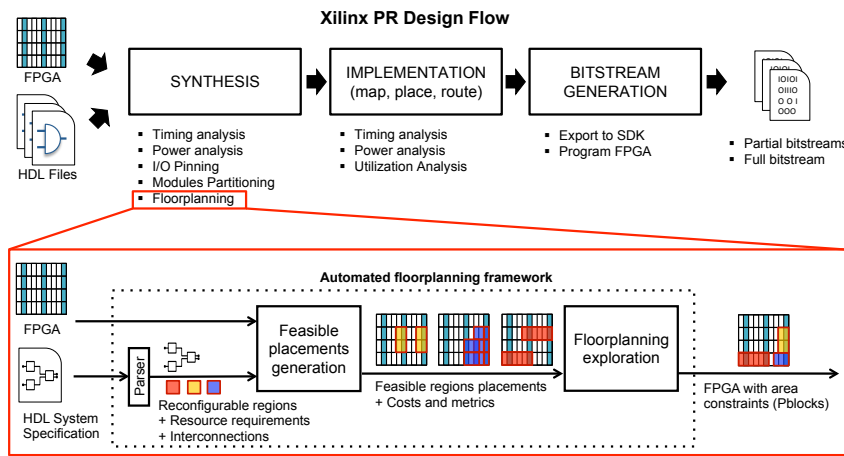 Xilinx PR Design Flow
FPGA
HDL Files
SYNTHESIS
▪ Timing analysis
▪ Power analysis
▪ I/O Pinning
▪ Modules Partitioning
▪ Floorplanning
IMPLEMENTATION
(map, place, route)
▪ Timing analysis
▪ Power analysis
▪ Utilization Analysis
BITSTREAM
GENERATION
▪ Export to SDK
▪ Program FPGA
IOIOI
OIIIO
O O I
OOO
▪ Partial bitstreams
▪ Full bitstream
Automated floorplanning framework
FPGA
HDL System
Specification
Parser
Reconfigurable regions
+ Resource requirements
+ Interconnections
Feasible
placements
generation
Feasible regions placements
+ Costs and metrics
Floorplanning
exploration
FPGA with area
constraints (Pblocks)